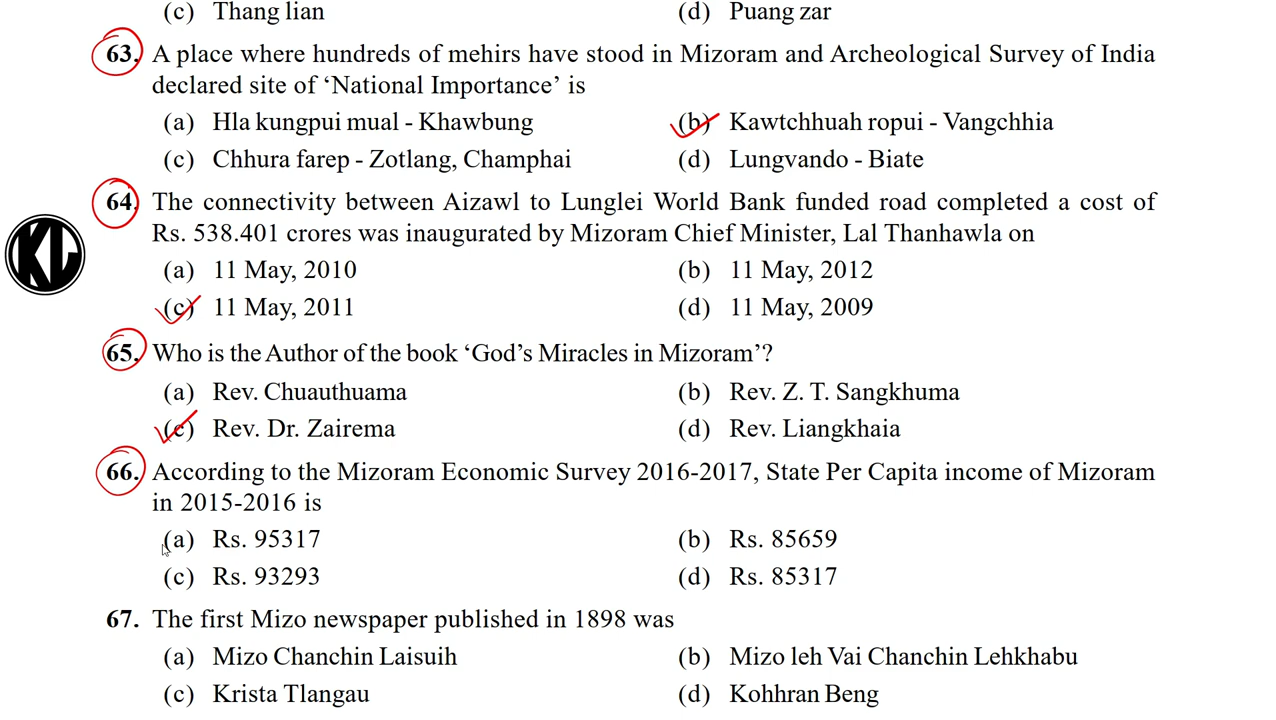 (c) Thang lian (d) Puang zar
63. A place where hundreds of mehirs have stood in Mizoram and Archeological Survey of India
declared site of ‘National Importance’ is
(a) Hla kungpui mual - Khawbung (b) Kawtchhuah ropui - Vangchhia
(c) Chhura farep - Zotlang, Champhai (d) Lungvando - Biate
64. The connectivity between Aizawl to Lunglei World Bank funded road completed a cost of
Rs. 538.401 crores was inaugurated by Mizoram Chief Minister, Lal Thanhawla on
(a) 11 May, 2010 (b) 11 May, 2012
(c) 11 May, 2011 (d) 11 May, 2009
KL
65. Who is the Author of the book ‘God’s Miracles in Mizoram’?
(a) Rev. Chuauthuama (b) Rev. Z. T. Sangkhuma
(c) Rev. Dr. Zairema (d) Rev. Liangkhaia
66. According to the Mizoram Economic Survey 2016-2017, State Per Capita income of Mizoram
in 2015-2016 is
(a) Rs. 95317 (b) Rs. 85659
(c) Rs. 93293 (d) Rs. 85317
67. The first Mizo newspaper published in 1898 was
(a) Mizo Chanchin Laisuih (b) Mizo leh Vai Chanchin Lehkhabu
(c) Krista Tlangau (d) Kohhran Beng